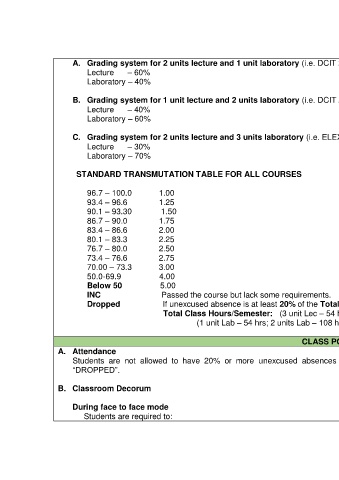 A. Grading system for 2 units lecture and 1 unit laboratory (i.e. DCIT
Lecture – 60%
Laboratory – 40%
B. Grading system for 1 unit lecture and 2 units laboratory (i.e. DCIT
Lecture – 40%
Laboratory – 60%
C. Grading system for 2 units lecture and 3 units laboratory (i.e. ELEX
Lecture – 30%
Laboratory – 70%
STANDARD TRANSMUTATION TABLE FOR ALL COURSES
96.7 – 100.0 1.00
93.4 – 96.6 1.25
90.1 – 93.30 1.50
86.7 – 90.0 1.75
83.4 – 86.6 2.00
80.1 – 83.3 2.25
76.7 – 80.0 2.50
73.4 – 76.6 2.75
70.00 – 73.3 3.00
50.0-69.9 4.00
Below 50 5.00
INC Passed the course but lack some requirements.
Dropped If unexcused absence is at least 20% of the Total
Total Class Hours/Semester: (3 unit Lec – 54
(1 unit Lab – 54 hrs; 2 units Lab – 108
CLASS
A. Attendance
Students are not allowed to have 20% or more unexcused absences
“DROPPED”.
B. Classroom Decorum
During face to face mode
Students are required to: